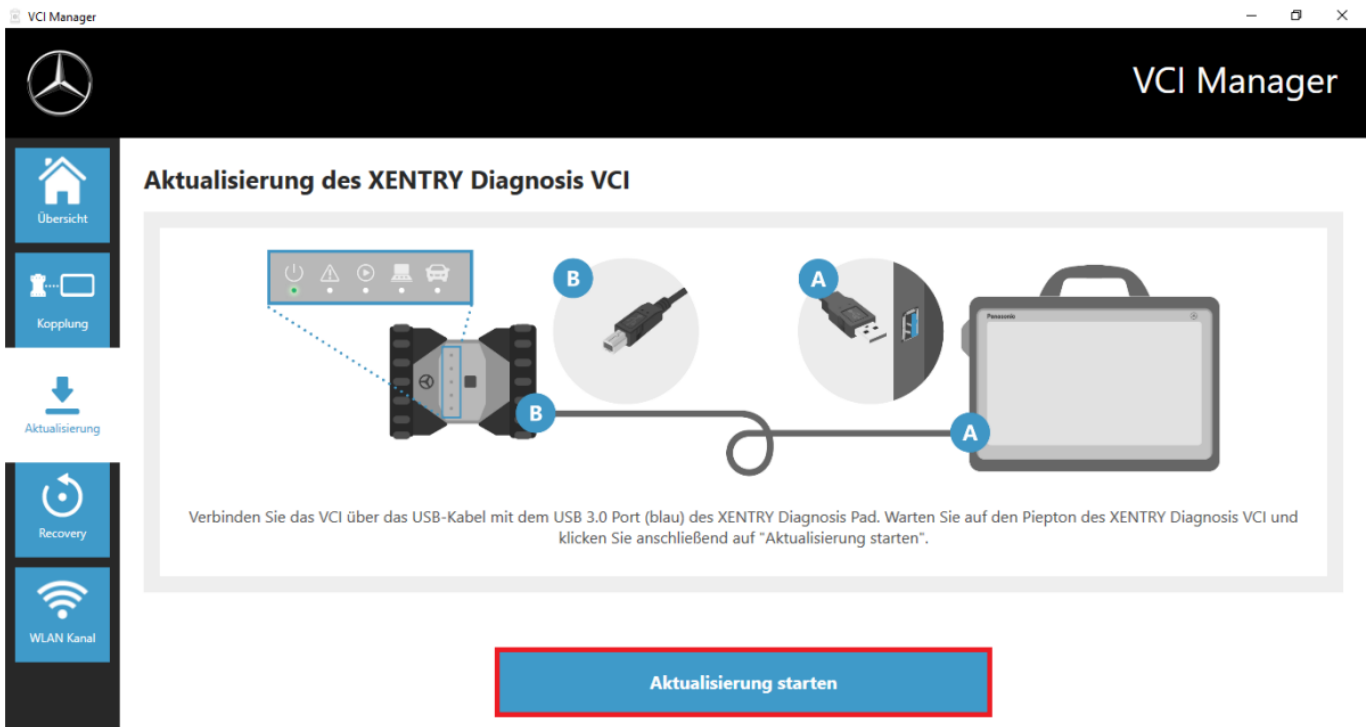 VCI Manager
VCI Manager
Übersicht
Kopplung
Aktualisierung
Recovery
WLAN Kanal
Aktualisierung des XENTRY Diagnosis VCI
B
A
Panasonic
B
A
Verbinden Sie das VCI über das USB-Kabel mit dem USB 3.0 Port (blau) des XENTRY Diagnosis Pad. Warten Sie auf den Piepton des XENTRY Diagnosis VCI und
klicken Sie anschließend auf "Aktualisierung starten".
Aktualisierung starten